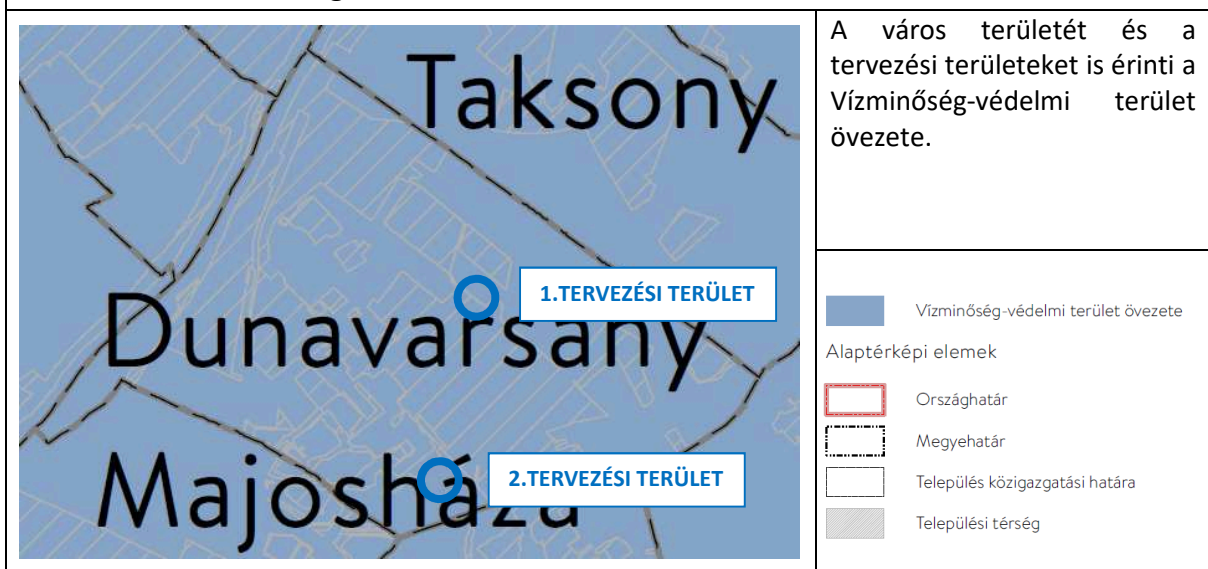 Taksony
1.TERVEZÉSI TERÜLET
Dunavarsány
2.TERVEZÉSI TERÜLET
Majosháza
A város területét és a
tervezési területeket is érinti a
Vízminőség-védelmi terület
övezete.
Vízminőség-védelmi terület övezete
Alaptérképi elemek
Országhatár
Megyehatár
Település közigazgatási határa
Települési térség